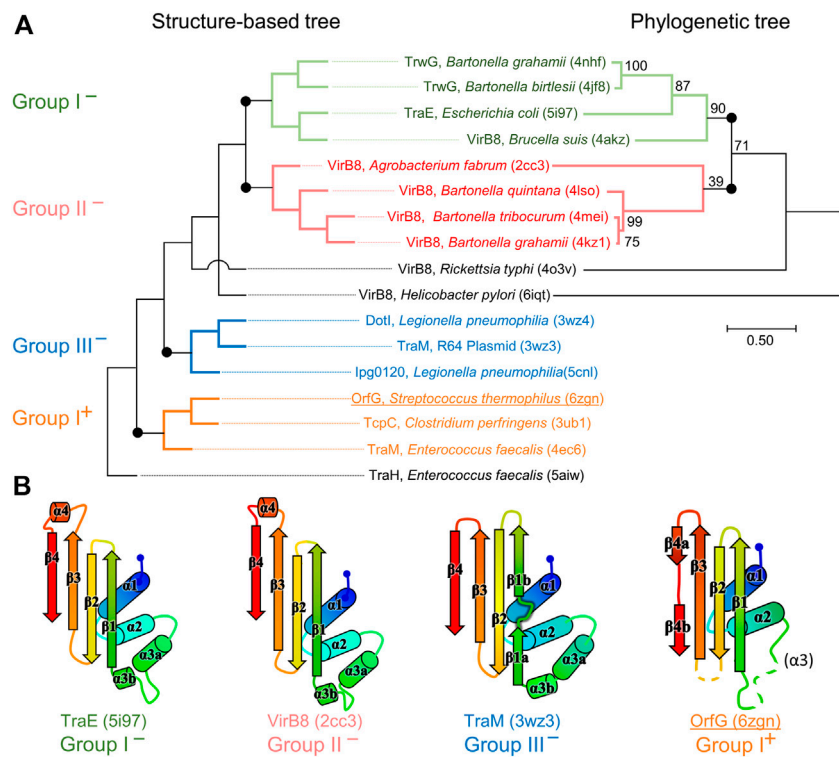 A
Structure-based tree
Phylogenetic tree
Group I⁻
TrwG, Bartonella grahamii (4nhf)
100
TrwG, Bartonella birtlesii (4jf8)
87
TraE, Escherichia coli (5i97)
90
VirB8, Brucella suis (4akz)
71
Group II⁻
VirB8, Agrobacterium fabrum (2cc3)
39
VirB8, Bartonella quintana (4lso)
VirB8, Bartonella tribocurum (4mei)
99
VirB8, Bartonella grahamii (4kz1)
75
VirB8, Rickettsia typhi (4o3v)
VirB8, Helicobacter pylori (6iqt)
Group III⁻
DotI, Legionella pneumophilia (3wz4)
TraM, R64 Plasmid (3wz3)
0.50
lpg0120, Legionella pneumophilia(5cnl)
Group I⁺
OrfG, Streptococcus thermophilus (6zgn)
TcpC, Clostridium perfringens (3ub1)
TraM, Enterococcus faecalis (4ec6)
TraH, Enterococcus faecalis (5aiw)
B
α4
β4
β3
β2
β1
α1
α2
α3a
α3b
TraE (5i97)
Group I⁻
α4
β4
β3
β2
β1
α1
α2
α3a
α3b
VirB8 (2cc3)
Group II⁻
β4
β3
β2
β1b
β1a
α1
α2
α3a
α3b
TraM (3wz3)
Group III⁻
β4a
β4b
β3
β2
β1
α1
α2
(α3)
OrfG (6zgn)
Group I⁺